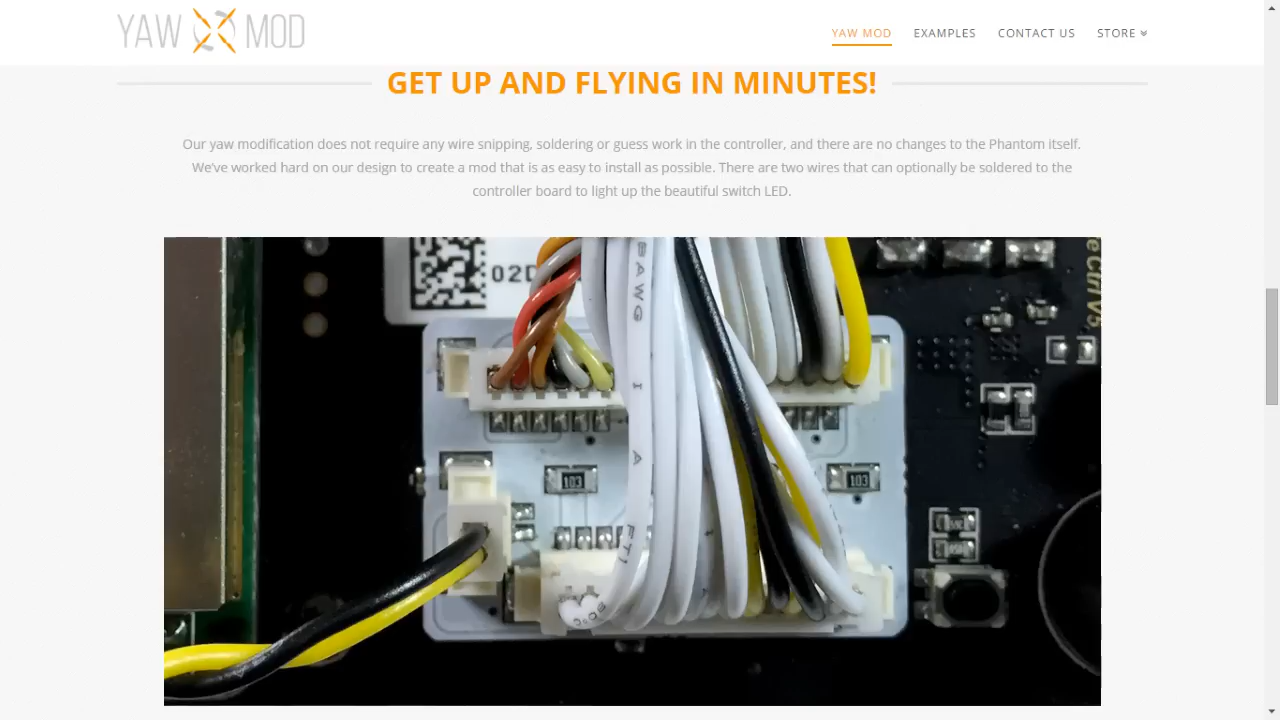 YAW MOD
YAW MOD EXAMPLES CONTACT US STORE
GET UP AND FLYING IN MINUTES!
Our yaw modification does not require any wire snipping, soldering or guess work in the controller, and there are no changes to the Phantom itself.
We've worked hard on our design to create a mod that is as easy to install as possible. There are two wires that can optionally be soldered to the
controller board to light up the beautiful switch LED.
BAWG I A
103
103